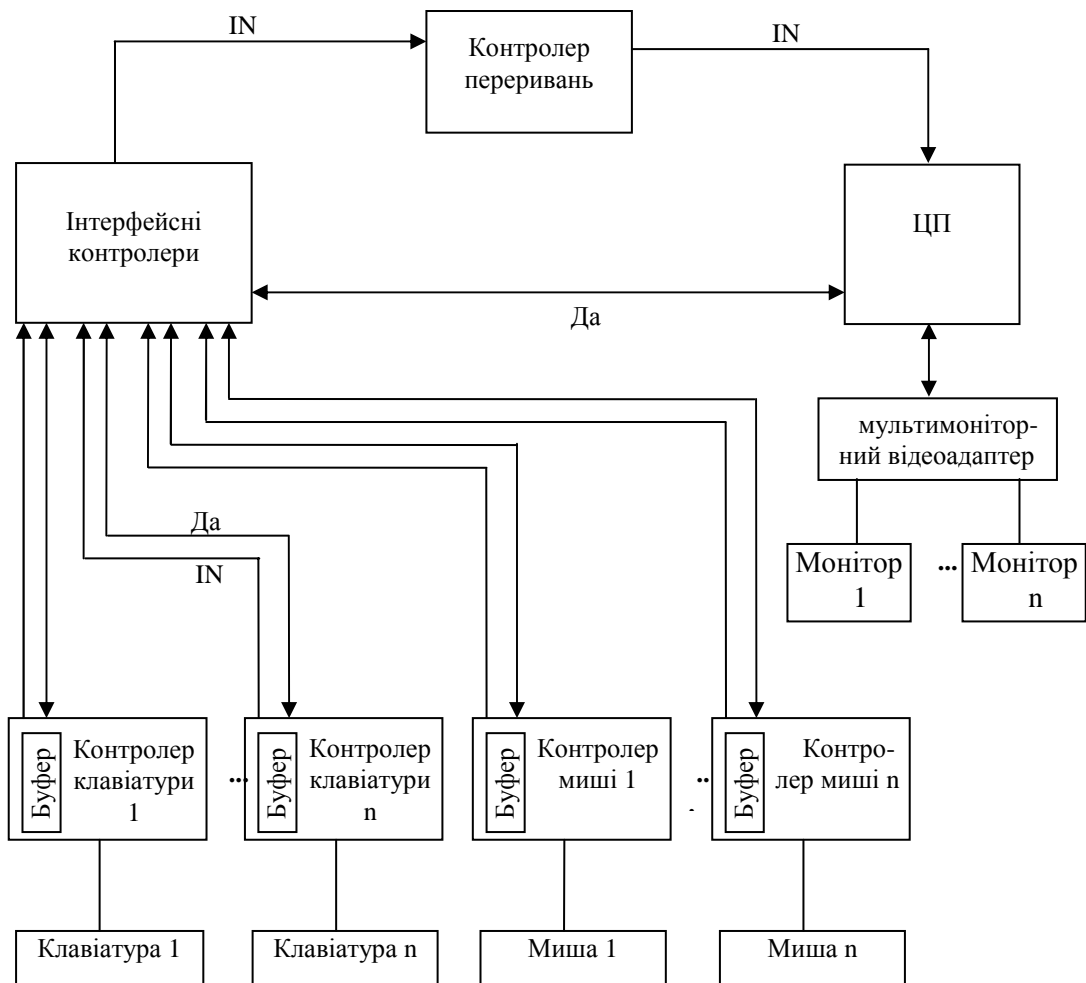 IN
IN
Контролер
переривань
Інтерфейсні
контролери
ЦП
Да
мультимонітор-
ний відеоадаптер
Да
IN
Монітор
1
...
Монітор
n
Буфер
Контролер
клавіатури
1
...
Буфер
Контролер
клавіатури
n
Буфер
Контролер
миші 1
..
.
Буфер
Контро-
лер миші n
Клавіатура 1
Клавіатура n
Миша 1
Миша n